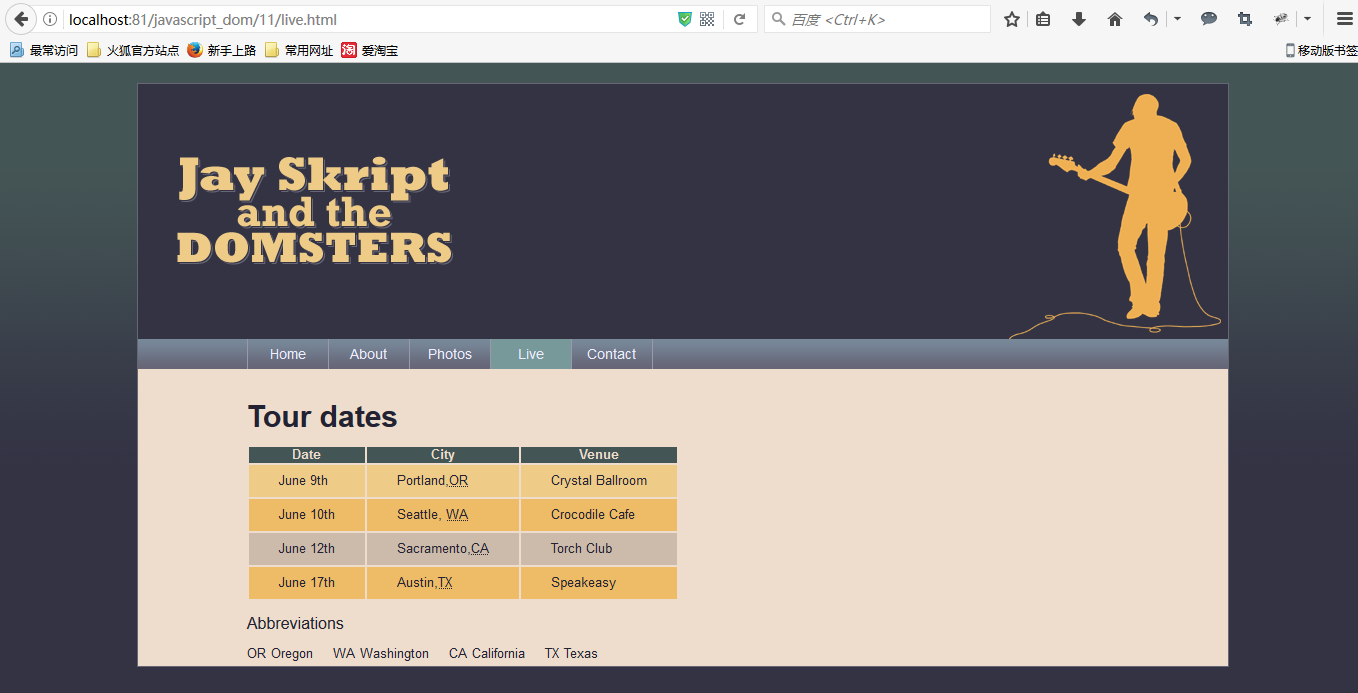 localhost:81/javascript_dom/11/live.html
百度 <Ctrl+K>
最常访问 火狐官方站点 新手上路 常用网址 淘 爱淘宝 移动版书签
Jay Skript
and the
DOMSTERS
Home About Photos Live Contact
Tour dates
Date City Venue
June 9th Portland,OR Crystal Ballroom
June 10th Seattle, WA Crocodile Cafe
June 12th Sacramento,CA Torch Club
June 17th Austin,TX Speakeasy
Abbreviations
OR Oregon WA Washington CA California TX Texas